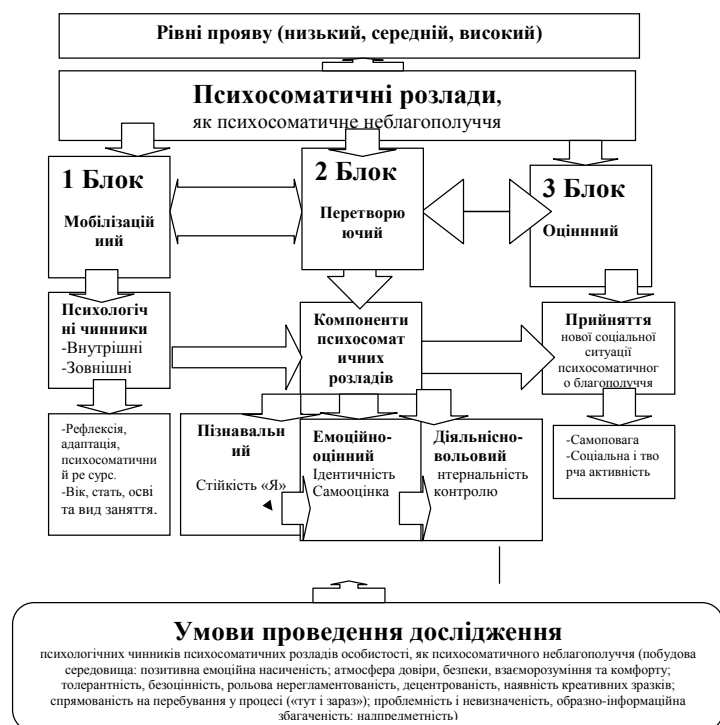 Рівні прояву (низький, середній, високий)
Психосоматичні розлади,
як психосоматичне неблагополуччя
1 Блок
Мобілізацій
ний
2 Блок
Перетворю
ючий
3 Блок
Оціннний
Психологіч
ні чинники
-Внутрішні
-Зовнішні
Компоненти
психосомат
ичних
розладів
Прийняття
нової соціальної
ситуації
психосоматичног
о благополуччя
-Рефлексія,
адаптація,
психосоматични
й ре сурс.
-Вік, стать, осві
та вид заняття.
Пізнавальн
ий
Стійкість «Я»
Емоційно-
оцінний
Ідентичність
Самооцінка
Діяльнісно-
вольовий
нтернальність
контролю
-Самоповага
-Соціальна і тво
рча активність
Умови проведення дослідження
психологічних чинників психосоматичних розладів особистості, як психосоматичного неблагополуччя (побудова
середовища: позитивна емоційна насиченість; атмосфера довіри, безпеки, взаєморозуміння та комфорту;
толерантність, безоцінність, рольова нерегламентованість, децентрованість, наявність креативних зразків;
спрямованість на перебування у процесі («тут і зараз»); проблемність і невизначеність, образно-інформаційна
збагаченість; надпредметність)